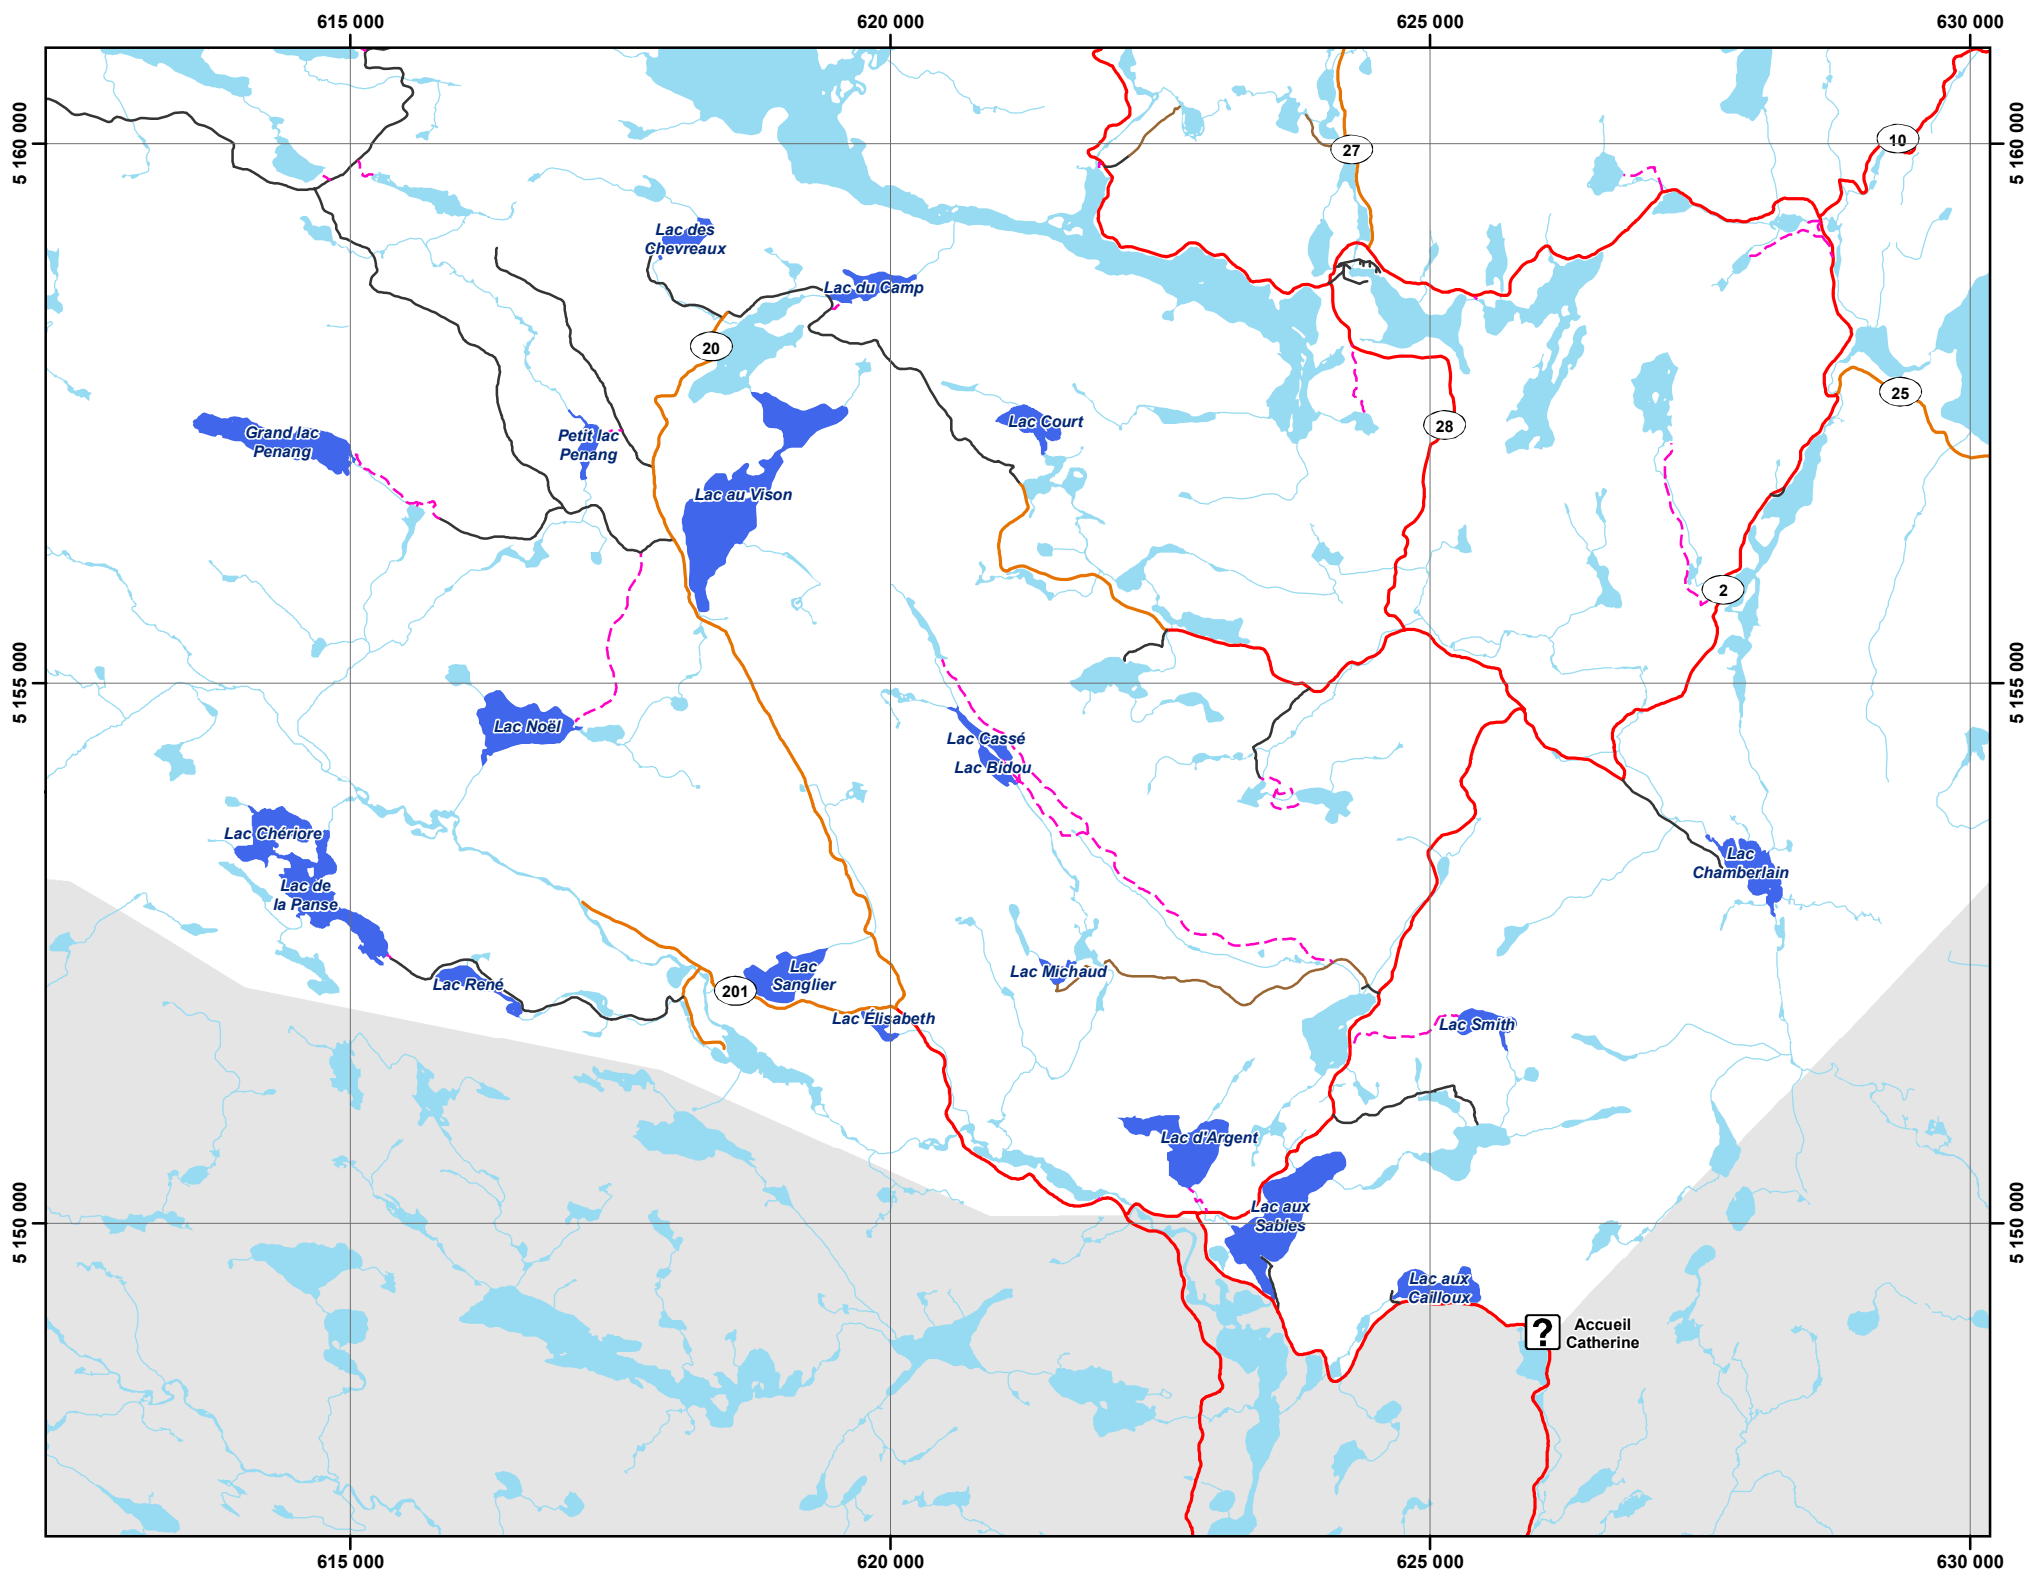 615 000
620 000
625 000
630 000
5 160 000
5 160 000
10
27
Lac des
Chevreaux
Lac du Camp
20
25
Lac Court
28
Grand lac
Penang
Petit lac
Penang
Lac au Vison
2
5 155 000
5 155 000
Lac Noël
Lac Cassé
Lac Bidou
Lac Chériore
Lac
Chamberlain
Lac de
la Panse
Lac
Sanglier
Lac Michaud
Lac René
201
Lac Élisabeth
Lac Smith
Lac d'Argent
Lac aux
Sables
5 150 000
5 150 000
Lac aux
Cailloux
?
Accueil
Catherine
615 000
620 000
625 000
630 000